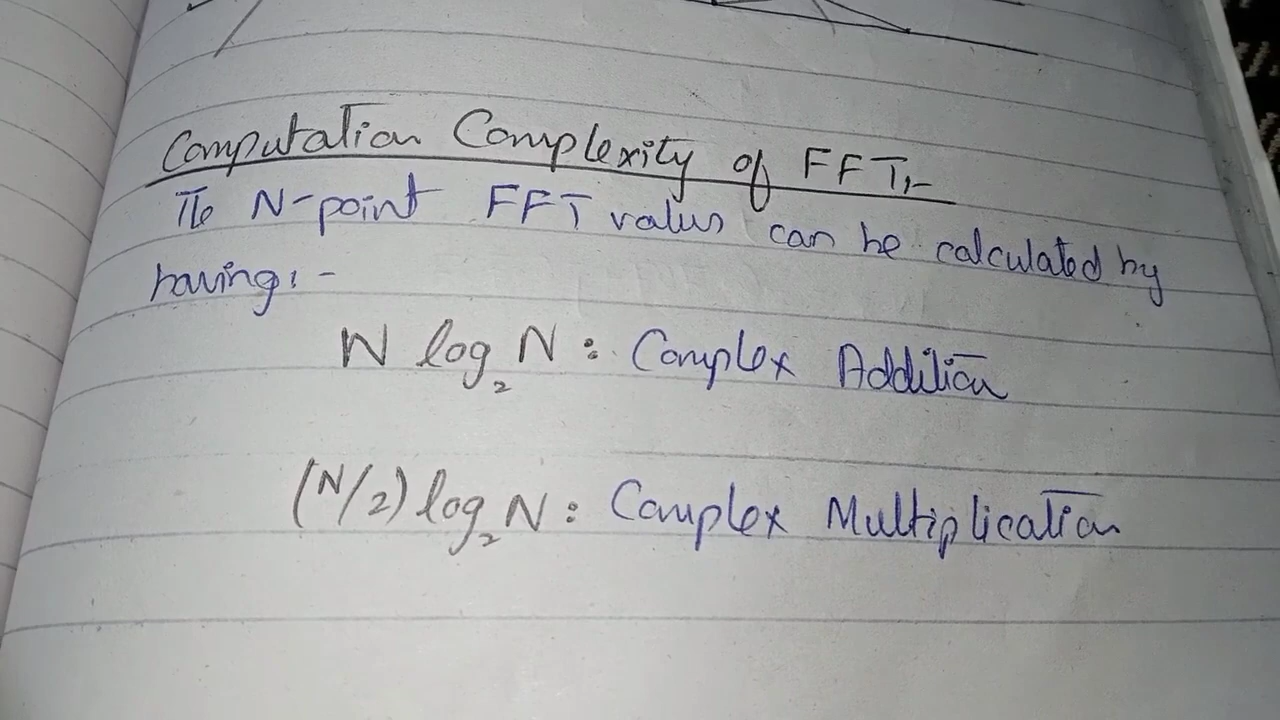 Computation Complexity of FFT:-
The N-point FFT values can be calculated by
having:-
N log₂ N : Complex Addition
(N/2) log₂ N : Complex Multiplication